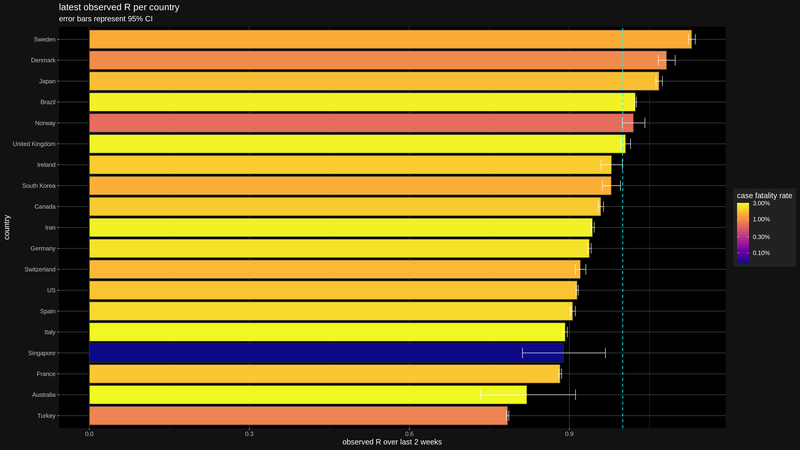 latest observed R per country
error bars represent 95% CI
country
Sweden
Denmark
Japan
Brazil
Norway
United Kingdom
Ireland
South Korea
Canada
Iran
Germany
Switzerland
US
Spain
Italy
Singapore
France
Australia
Turkey
0.0
0.3
0.6
0.9
observed R over last 2 weeks
case fatality rate
3.00%
1.00%
0.30%
0.10%